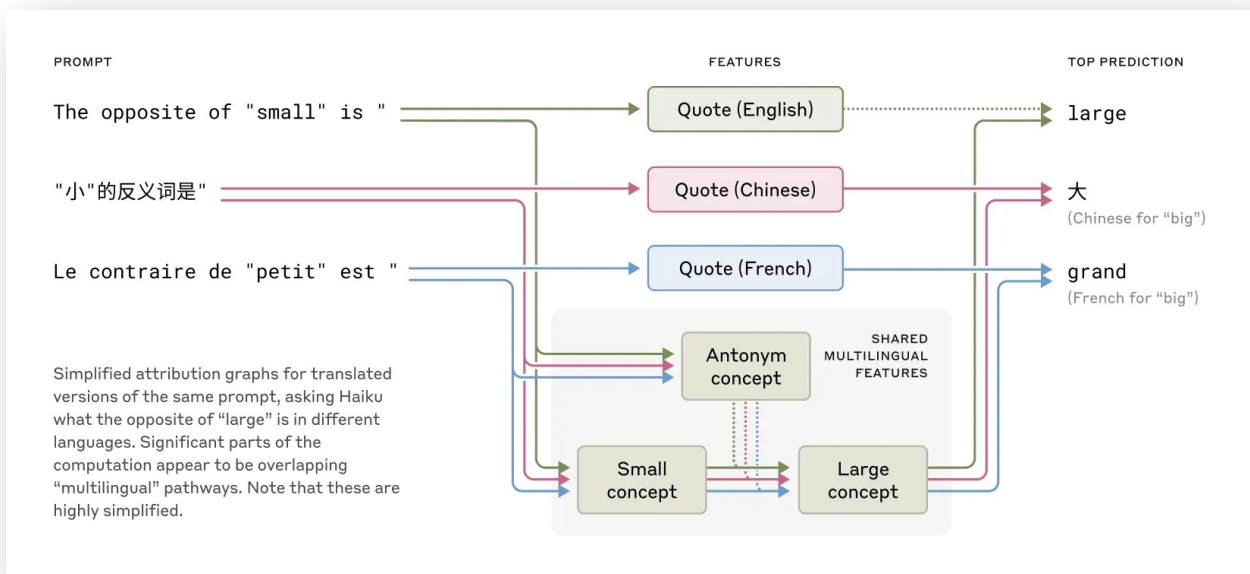 PROMPT
FEATURES
TOP PREDICTION
The opposite of "small" is "
Quote (English)
large
"小"的反义词是"
Quote (Chinese)
大
(Chinese for “big”)
Le contraire de "petit" est "
Quote (French)
grand
(French for “big”)
SHARED
MULTILINGUAL
FEATURES
Antonym
concept
Small
concept
Large
concept
Simplified attribution graphs for translated
versions of the same prompt, asking Haiku
what the opposite of “large” is in different
languages. Significant parts of the
computation appear to be overlapping
“multilingual” pathways. Note that these are
highly simplified.